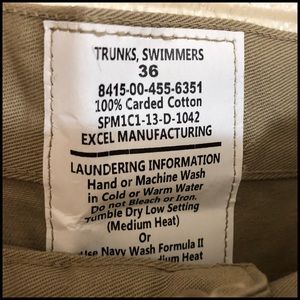 TRUNKS, SWIMMERS
36
8415-00-455-6351
100% Carded Cotton
SPM1C1-13-D-1042
EXCEL MANUFACTURING
LAUNDERING INFORMATION
Hand or Machine Wash
in Cold or Warm Water
Do not Bleach or Iron.
Tumble Dry Low Setting
(Medium Heat)
Or
Use Navy Wash Formula II
Medium Heat)